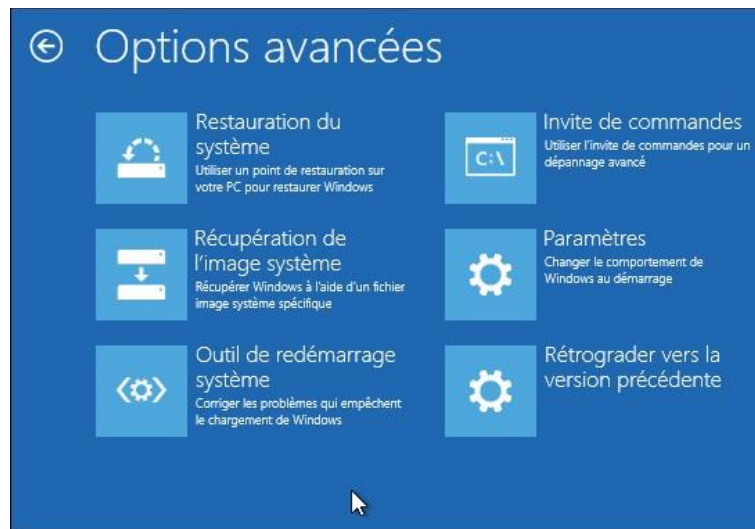 Options avancées
Restauration du
système
Utiliser un point de restauration sur
votre PC pour restaurer Windows
Invite de commandes
Utiliser l'invite de commandes pour un
dépannage avancé
C:\
Récupération de
l'image système
Récupérer Windows à l'aide d'un fichier
image système spécifique
Paramètres
Changer le comportement de
Windows au démarrage
Outil de redémarrage
système
Corriger les problèmes qui empêchent
le chargement de Windows
Rétrograder vers la
version précédente